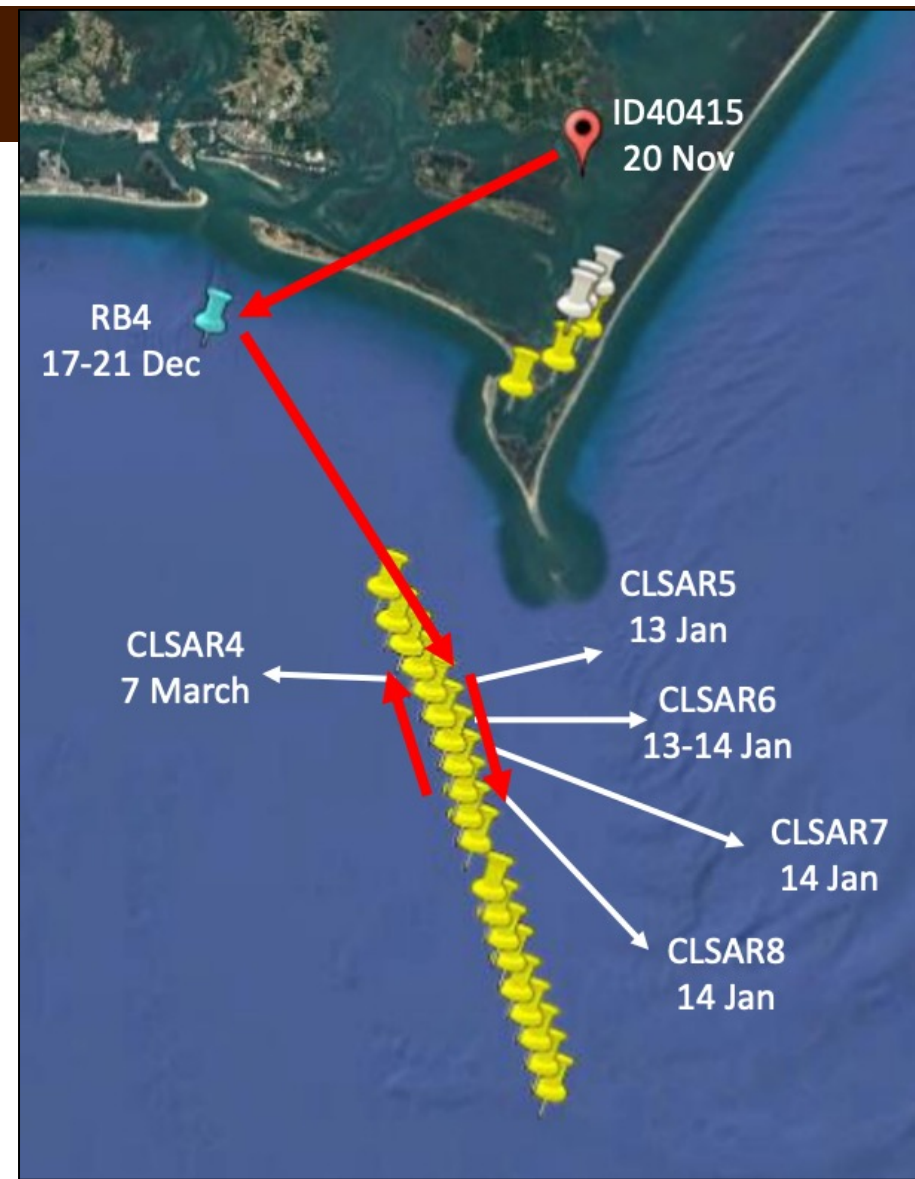 ID40415
20 Nov
RB4
17-21 Dec
CLSAR5
13 Jan
CLSAR4
7 March
CLSAR6
13-14 Jan
CLSAR7
14 Jan
CLSAR8
14 Jan